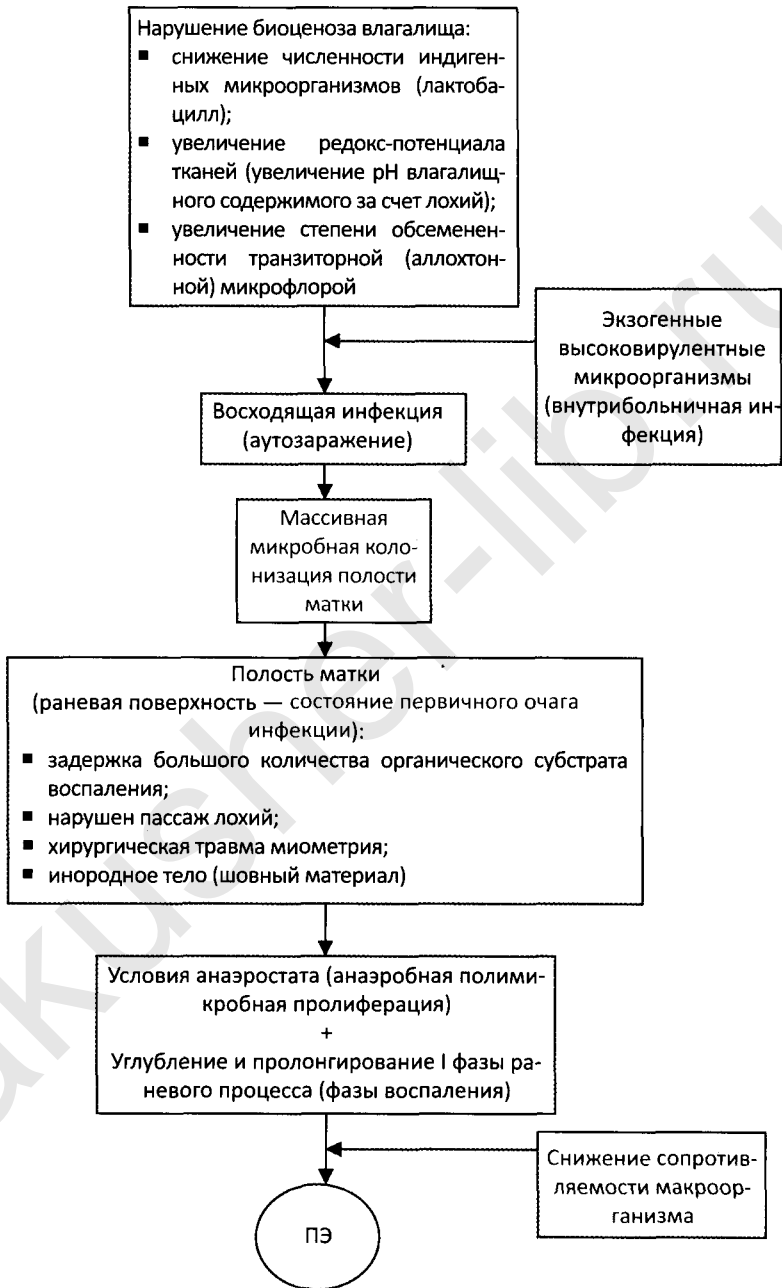 Нарушение биоценоза влагалища:
■ снижение численности индиген-
ных микроорганизмов (лактоба-
цилл);
■ увеличение редокс-потенциала
тканей (увеличение pH влагалищ-
ного содержимого за счет лохий);
■ увеличение степени обсеменен-
ности транзиторной (аллохтон-
ной) микрофлорой
Экзогенные
высоковирулентные
микроорганизмы
(внутрибольничная ин-
фекция)
Восходящая инфекция
(аутозаражение)
Массивная
микробная коло-
низация полости
матки
Полость матки
(раневая поверхность — состояние первичного очага
инфекции):
■ задержка большого количества органического субстрата
воспаления;
■ нарушен пассаж лохий;
■ хирургическая травма миометрия;
■ инородное тело (шовный материал)
Условия анаэростата (анаэробная полими-
кробная пролиферация)
+
Углубление и пролонгирование I фазы ра-
невого процесса (фазы воспаления)
Снижение сопротив-
ляемости макроор-
ганизма
ПЭ
akusher-lib.ru